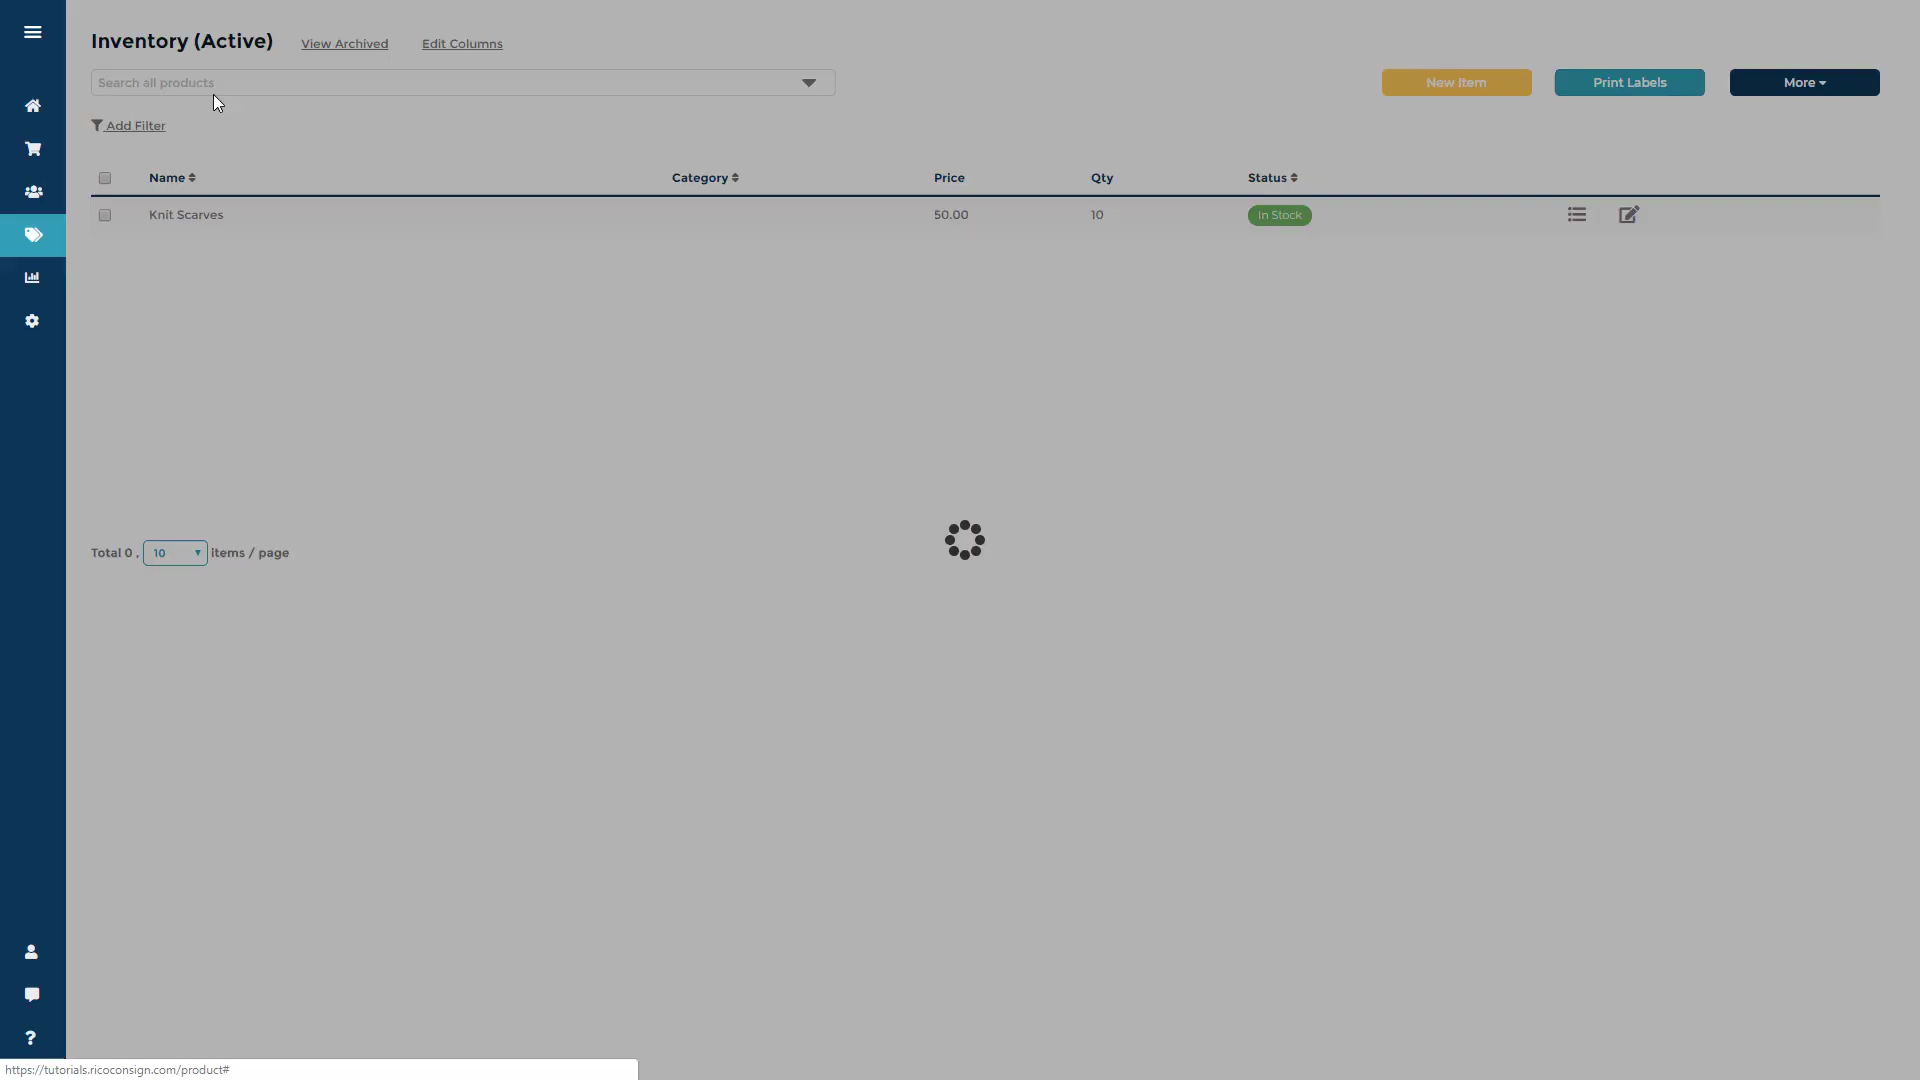 Inventory (Active) View Archived Edit Columns
Search all products
New Item Print Labels More
Add Filter
Name Category Price Qty Status
Knit Scarves 50.00 10 In Stock
Total 0 , 10 items / page
?
https://tutorials.ricoconsign.com/product#